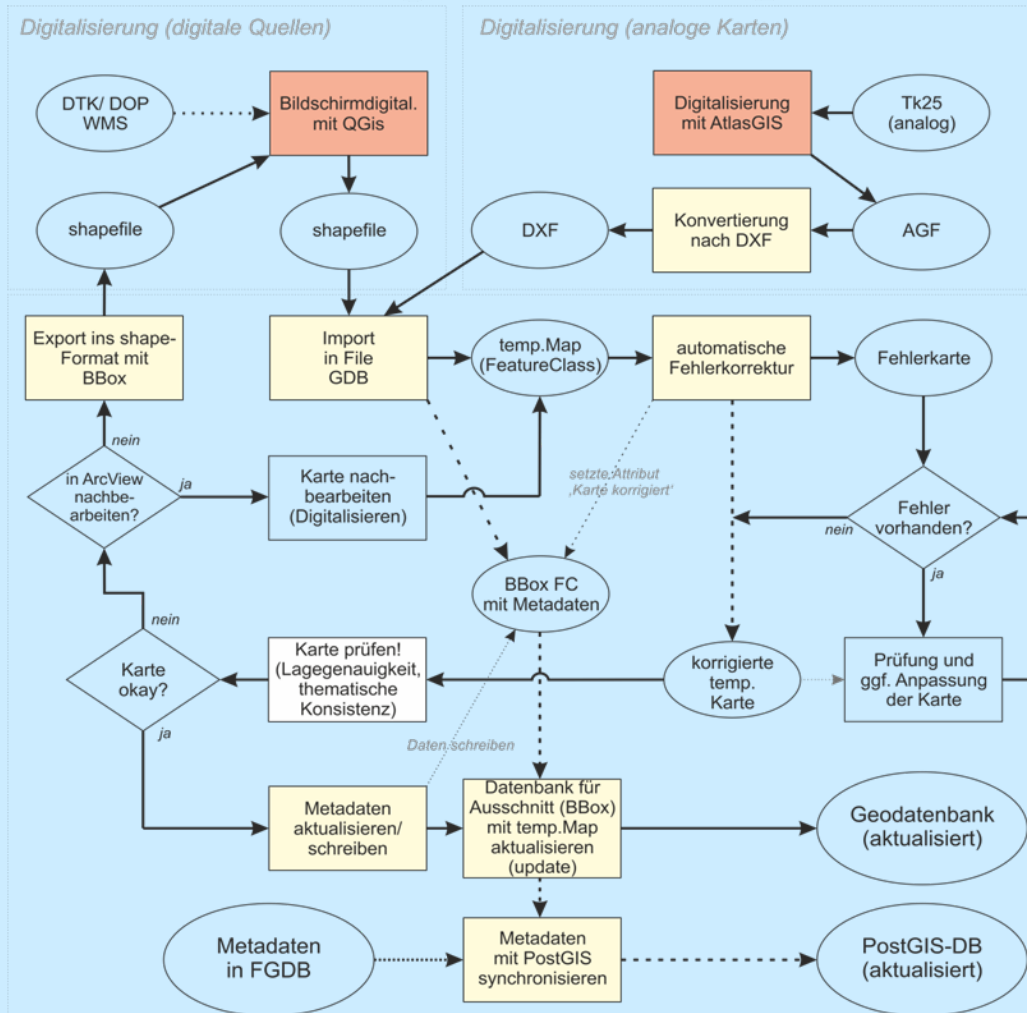 Digitalisierung (digitale Quellen)
Digitalisierung (analoge Karten)
DTK/ DOP
WMS
Bildschirmdigital.
mit QGis
Digitalisierung
mit AtlasGIS
Tk25
(analog)
shapefile
shapefile
DXF
Konvertierung
nach DXF
AGF
Export ins shape-
Format mit
BBox
Import
in File
GDB
temp.Map
(FeatureClass)
automatische
Fehlerkorrektur
Fehlerkarte
nein
in ArcView
nachbe-
arbeiten?
ja
Karte nach-
bearbeiten
(Digitalisieren)
setzte Attribut
‚Karte korrigiert'
Fehler
vorhanden?
nein
ja
BBox FC
mit Metadaten
nein
Karte
okay?
ja
Karte prüfen!
(Lagegenauigkeit,
thematische
Konsistenz)
korrigierte
temp.
Karte
Prüfung und
ggf. Anpassung
der Karte
Daten schreiben
Metadaten
aktualisieren/
schreiben
Datenbank für
Ausschnitt (BBox)
mit temp.Map
aktualisieren
(update)
Geodatenbank
(aktualisiert)
Metadaten
in FGDB
Metadaten
mit PostGIS
synchronisieren
PostGIS-DB
(aktualisiert)